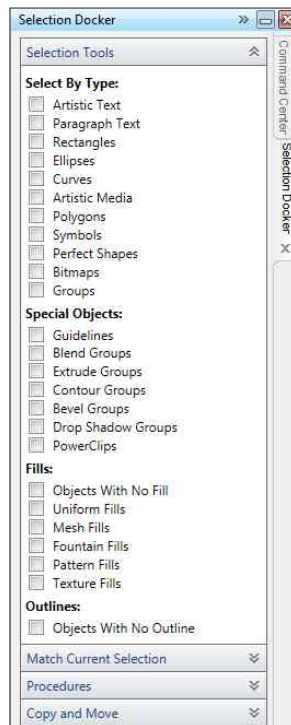 Selection Docker
Selection Tools
Select By Type:
Artistic Text
Paragraph Text
Rectangles
Ellipses
Curves
Artistic Media
Polygons
Symbols
Perfect Shapes
Bitmaps
Groups
Special Objects:
Guidelines
Blend Groups
Extrude Groups
Contour Groups
Bevel Groups
Drop Shadow Groups
PowerClips
Fills:
Objects With No Fill
Uniform Fills
Mesh Fills
Fountain Fills
Pattern Fills
Texture Fills
Outlines:
Objects With No Outline
Match Current Selection
Procedures
Copy and Move
Command Center
Selection Docker